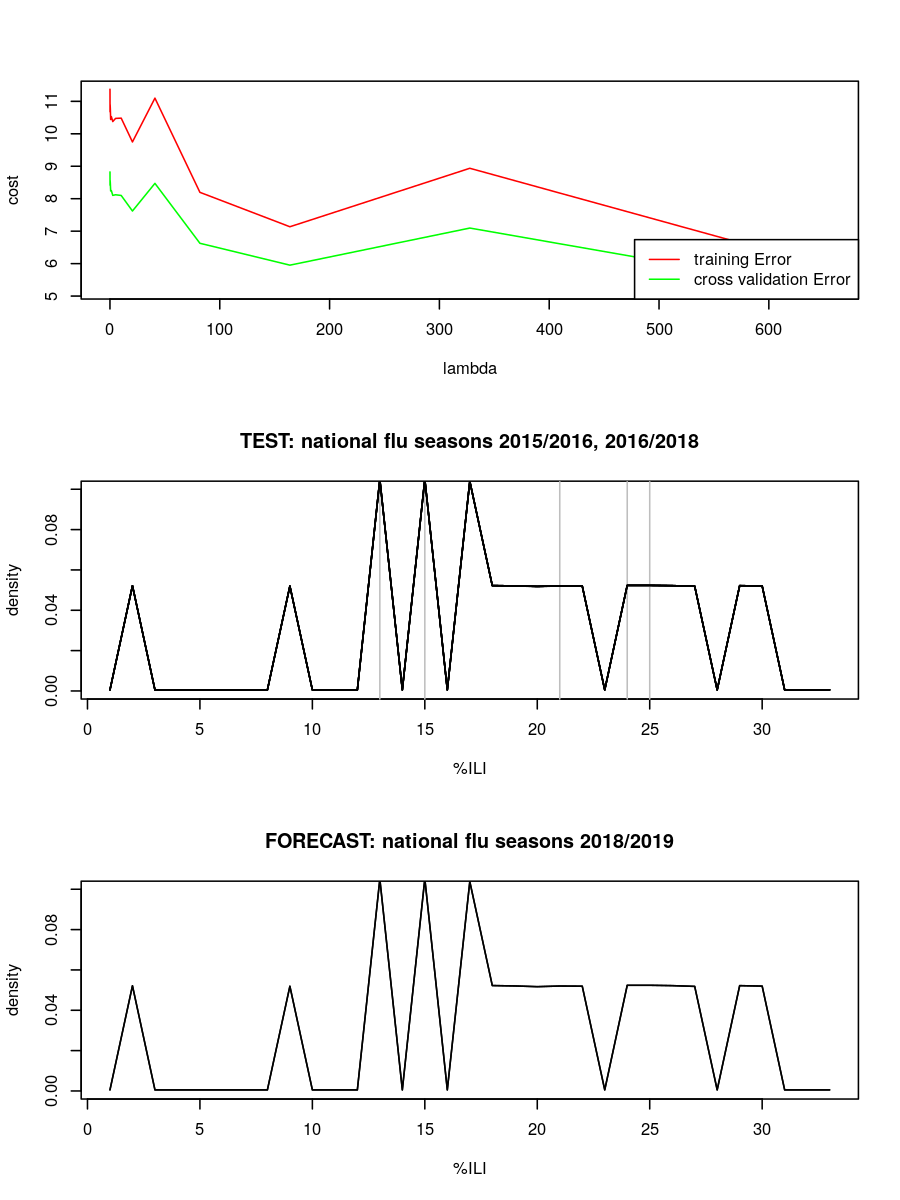 cost
11
10
9
8
7
6
5
training Error
cross validation Error
0 100 200 300 400 500 600
lambda
TEST: national flu seasons 2015/2016, 2016/2018
density
0.08
0.04
0.00
0 5 10 15 20 25 30
%ILI
FORECAST: national flu seasons 2018/2019
density
0.08
0.04
0.00
0 5 10 15 20 25 30
%ILI